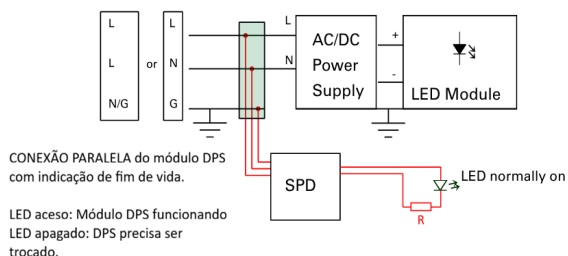 L
L
N/G
or
L
N
G
L
N
AC/DC
Power
Supply
+
-
LED Module
CONEXÃO PARALELA do módulo DPS
com indicação de fim de vida.
LED aceso: Módulo DPS funcionando
LED apagado: DPS precisa ser
trocado.
SPD
LED normally on
R